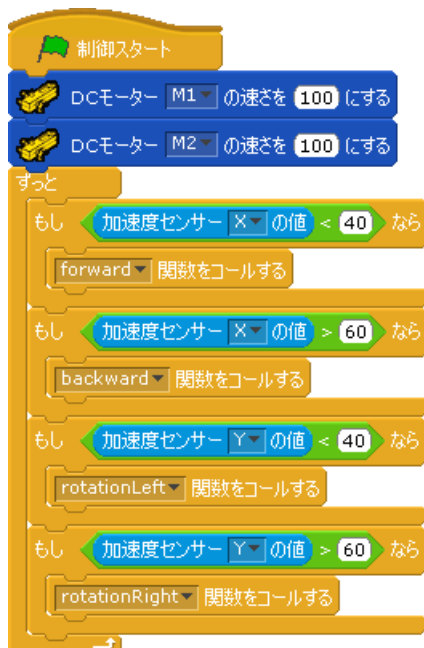 制御スタート
DCモーター M1 の速さを 100 にする
DCモーター M2 の速さを 100 にする
ずっと
もし 加速度センサー X の値 < 40 なら
forward 関数をコールする
もし 加速度センサー X の値 > 60 なら
backward 関数をコールする
もし 加速度センサー Y の値 < 40 なら
rotationLeft 関数をコールする
もし 加速度センサー Y の値 > 60 なら
rotationRight 関数をコールする